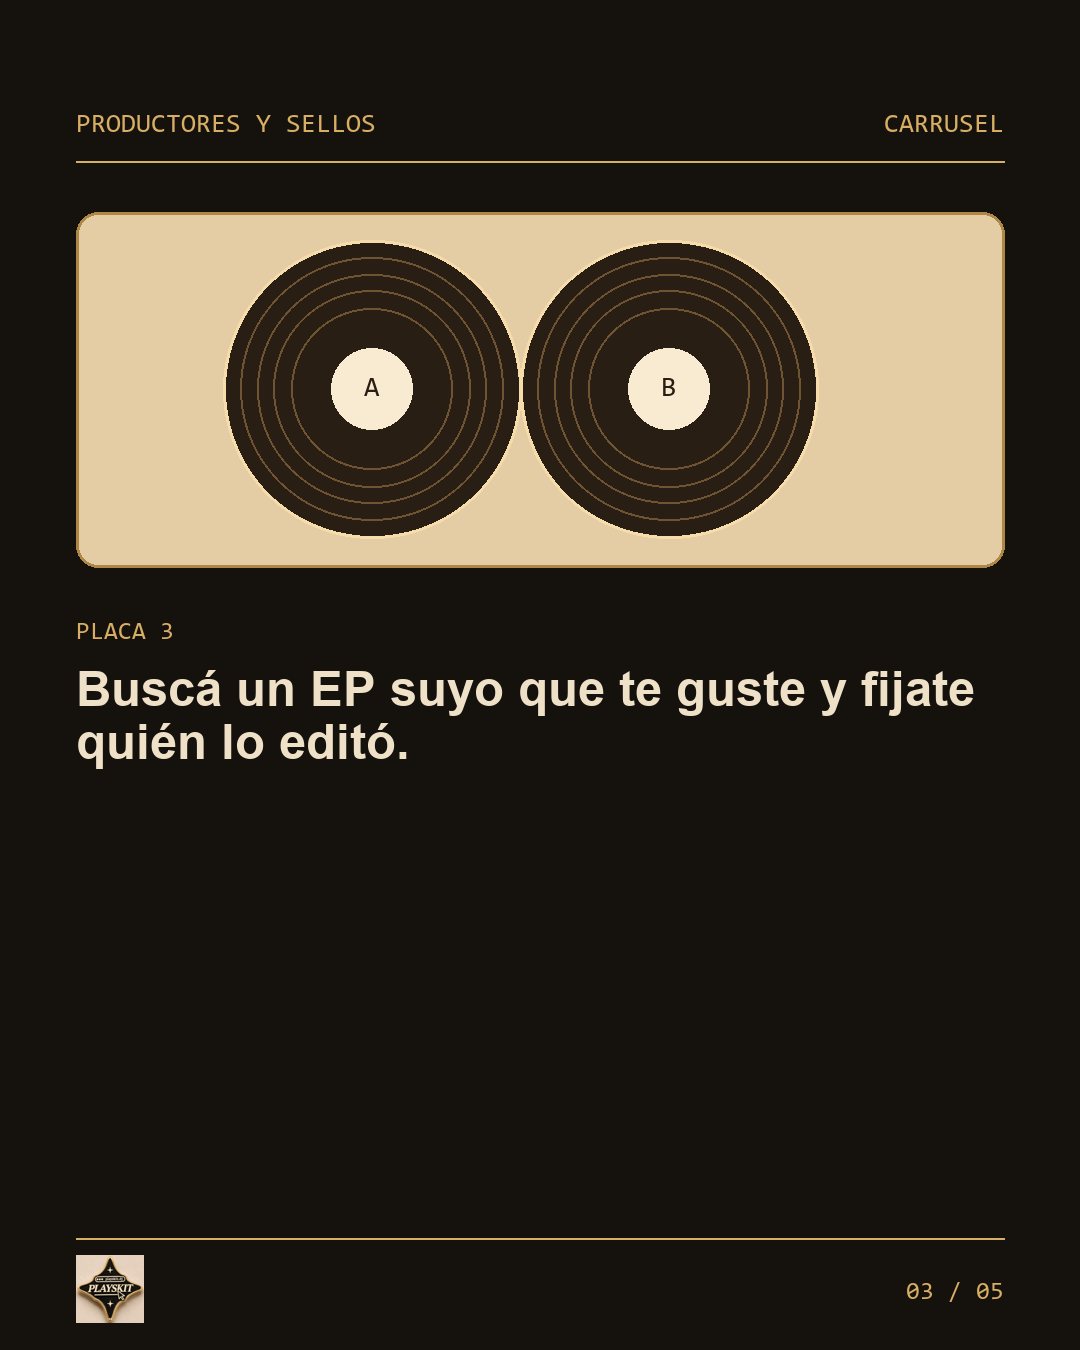 PRODUCTORES Y SELLOS
CARRUSEL
A
B
PLACA 3
Buscá un EP suyo que te guste y fijate
quién lo editó.
PLAYSKIT
03 / 05